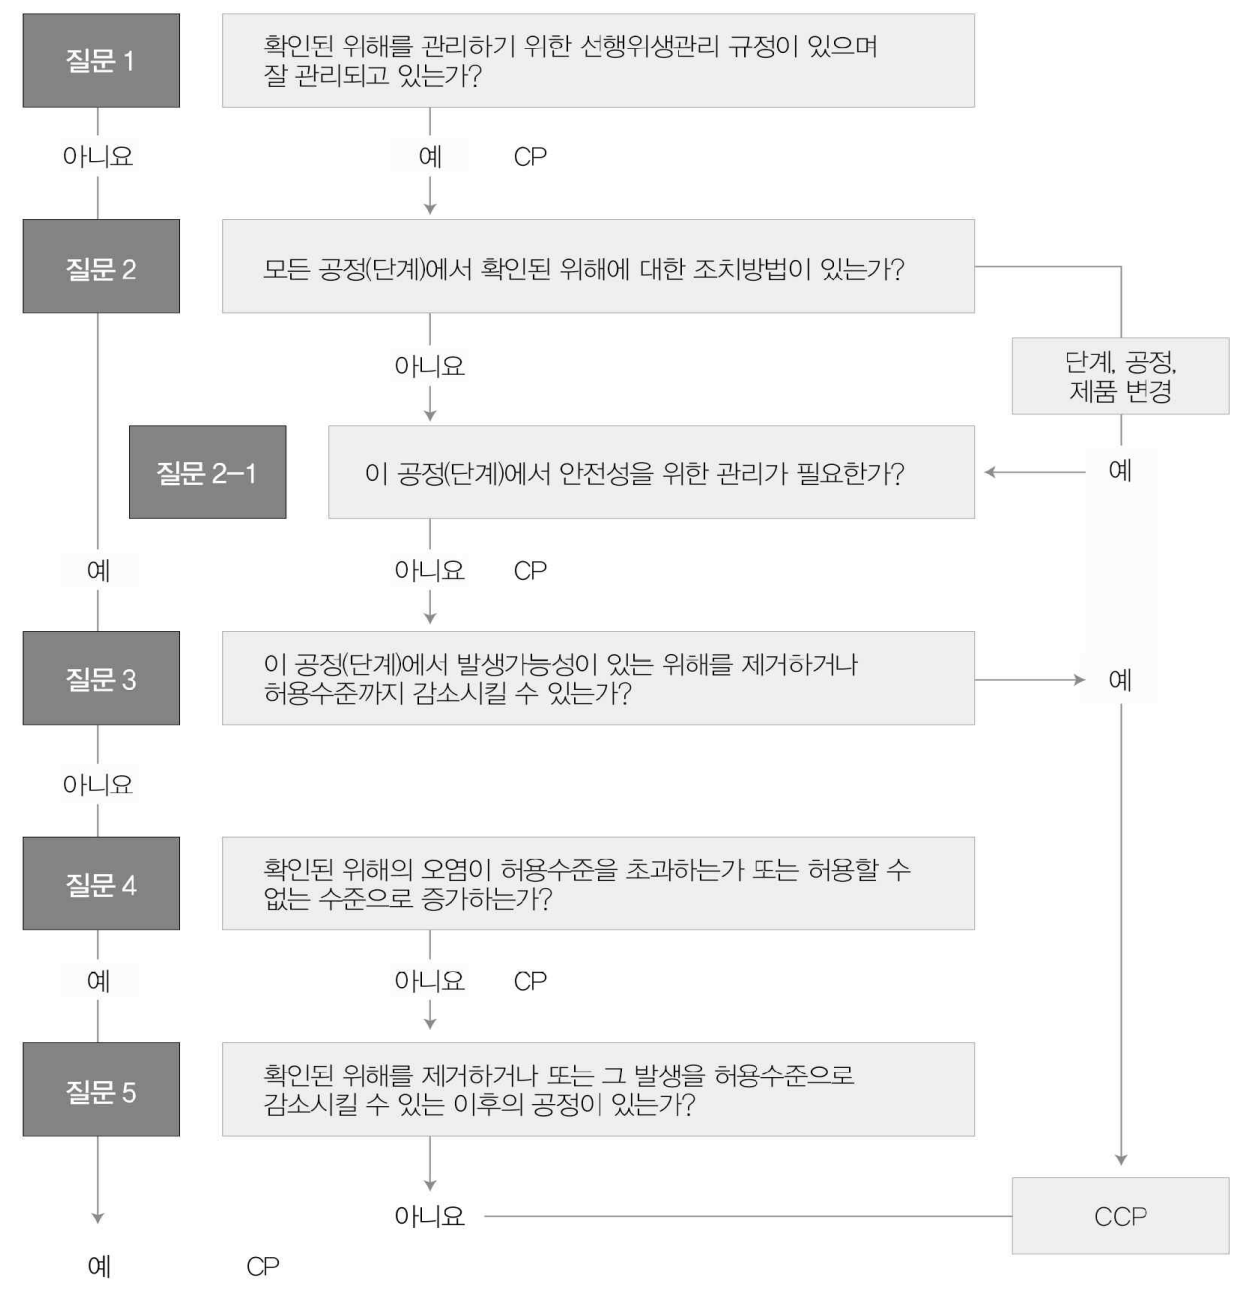 질문 1
확인된 위해를 관리하기 위한 선행위생관리 규정이 있으며
잘 관리되고 있는가?
아니요
예
CP
질문 2
모든 공정(단계)에서 확인된 위해에 대한 조치방법이 있는가?
아니요
단계, 공정,
제품 변경
질문 2-1
이 공정(단계)에서 안전성을 위한 관리가 필요한가?
예
예
아니요
CP
질문 3
이 공정(단계)에서 발생가능성이 있는 위해를 제거하거나
허용수준까지 감소시킬 수 있는가?
예
아니요
질문 4
확인된 위해의 오염이 허용수준을 초과하는가 또는 허용할 수
없는 수준으로 증가하는가?
예
아니요
CP
질문 5
확인된 위해를 제거하거나 또는 그 발생을 허용수준으로
감소시킬 수 있는 이후의 공정이 있는가?
아니요
CCP
예
CP